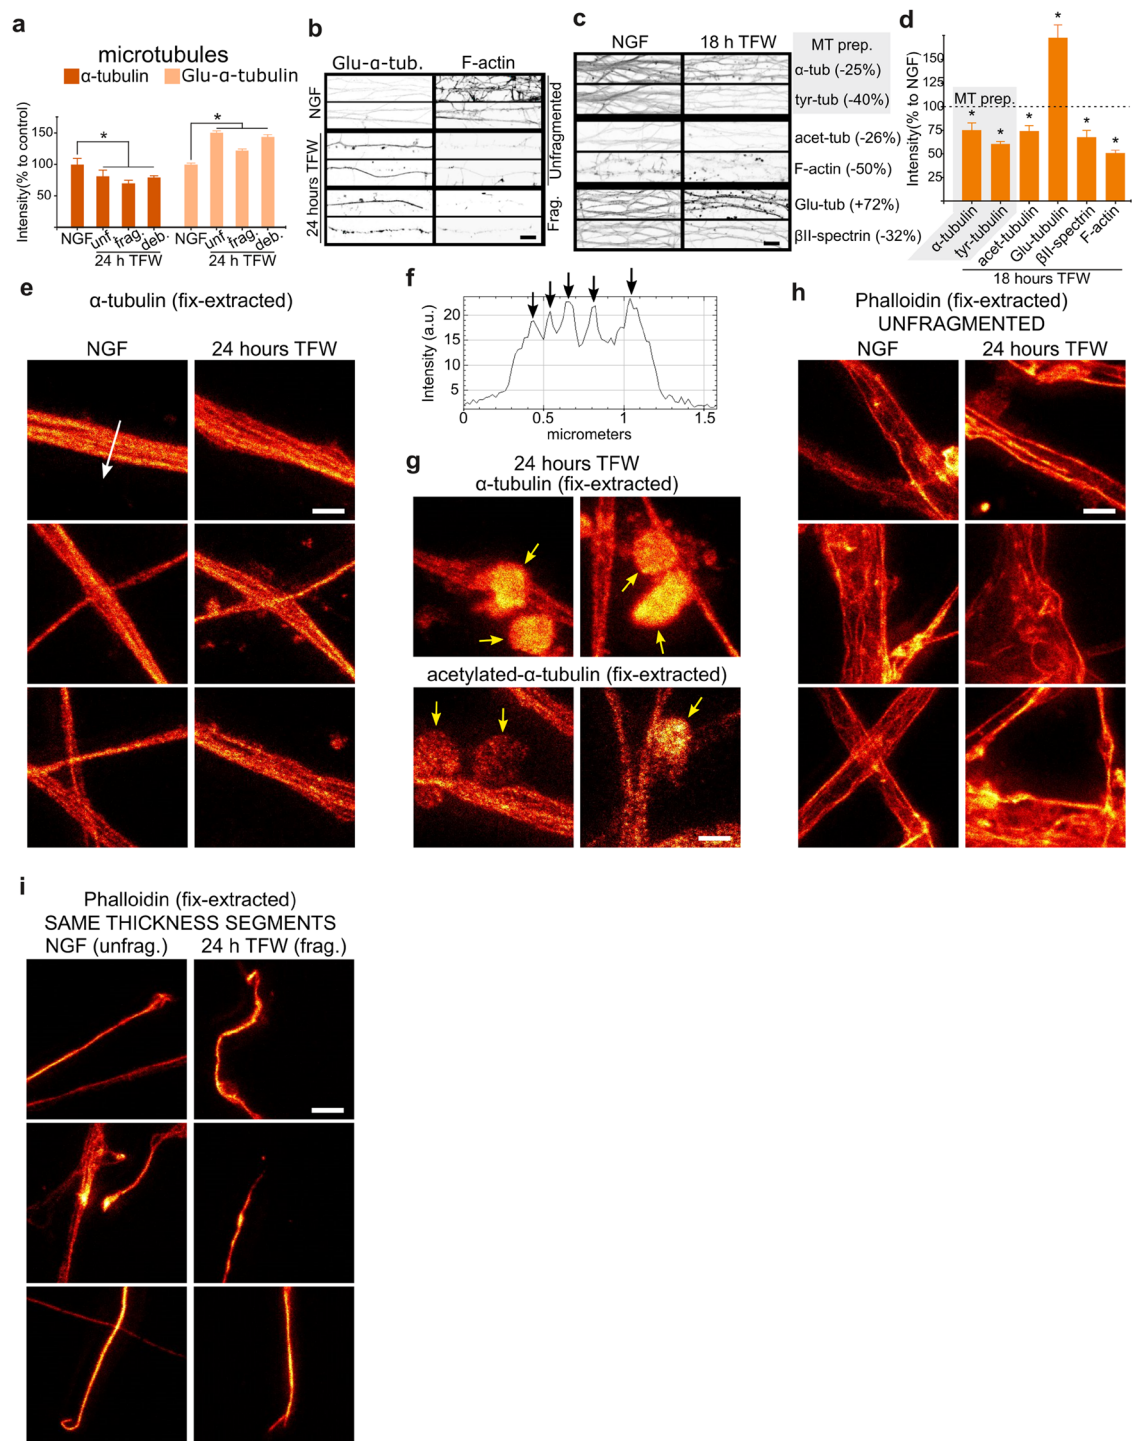 a
microtubules
α-tubulin
Glu-α-tubulin
Intensity(% to control)
150
100
50
*
*
NGF
unf.
frag.
deb.
NGF
unf.
frag.
deb.
24 h TFW
24 h TFW
b
Glu-α-tub.
F-actin
NGF
24 hours TFW
Unfragmented
Frag.
c
NGF
18 h TFW
MT prep.
α-tub (-25%)
tyr-tub (-40%)
acet-tub (-26%)
F-actin (-50%)
Glu-tub (+72%)
βII-spectrin (-32%)
d
Intensity(% to NGF)
150
125
100
75
50
25
MT prep.
*
*
*
*
*
*
α-tubulin
tyr-tubulin
acet-tubulin
Glu-tubulin
βII-spectrin
F-actin
18 hours TFW
e
α-tubulin (fix-extracted)
NGF
24 hours TFW
f
Intensity (a.u.)
20
15
10
5
0
0.5
1
1.5
micrometers
g
24 hours TFW
α-tubulin (fix-extracted)
acetylated-α-tubulin (fix-extracted)
h
Phalloidin (fix-extracted)
UNFRAGMENTED
NGF
24 hours TFW
i
Phalloidin (fix-extracted)
SAME THICKNESS SEGMENTS
NGF (unfrag.)
24 h TFW (frag.)